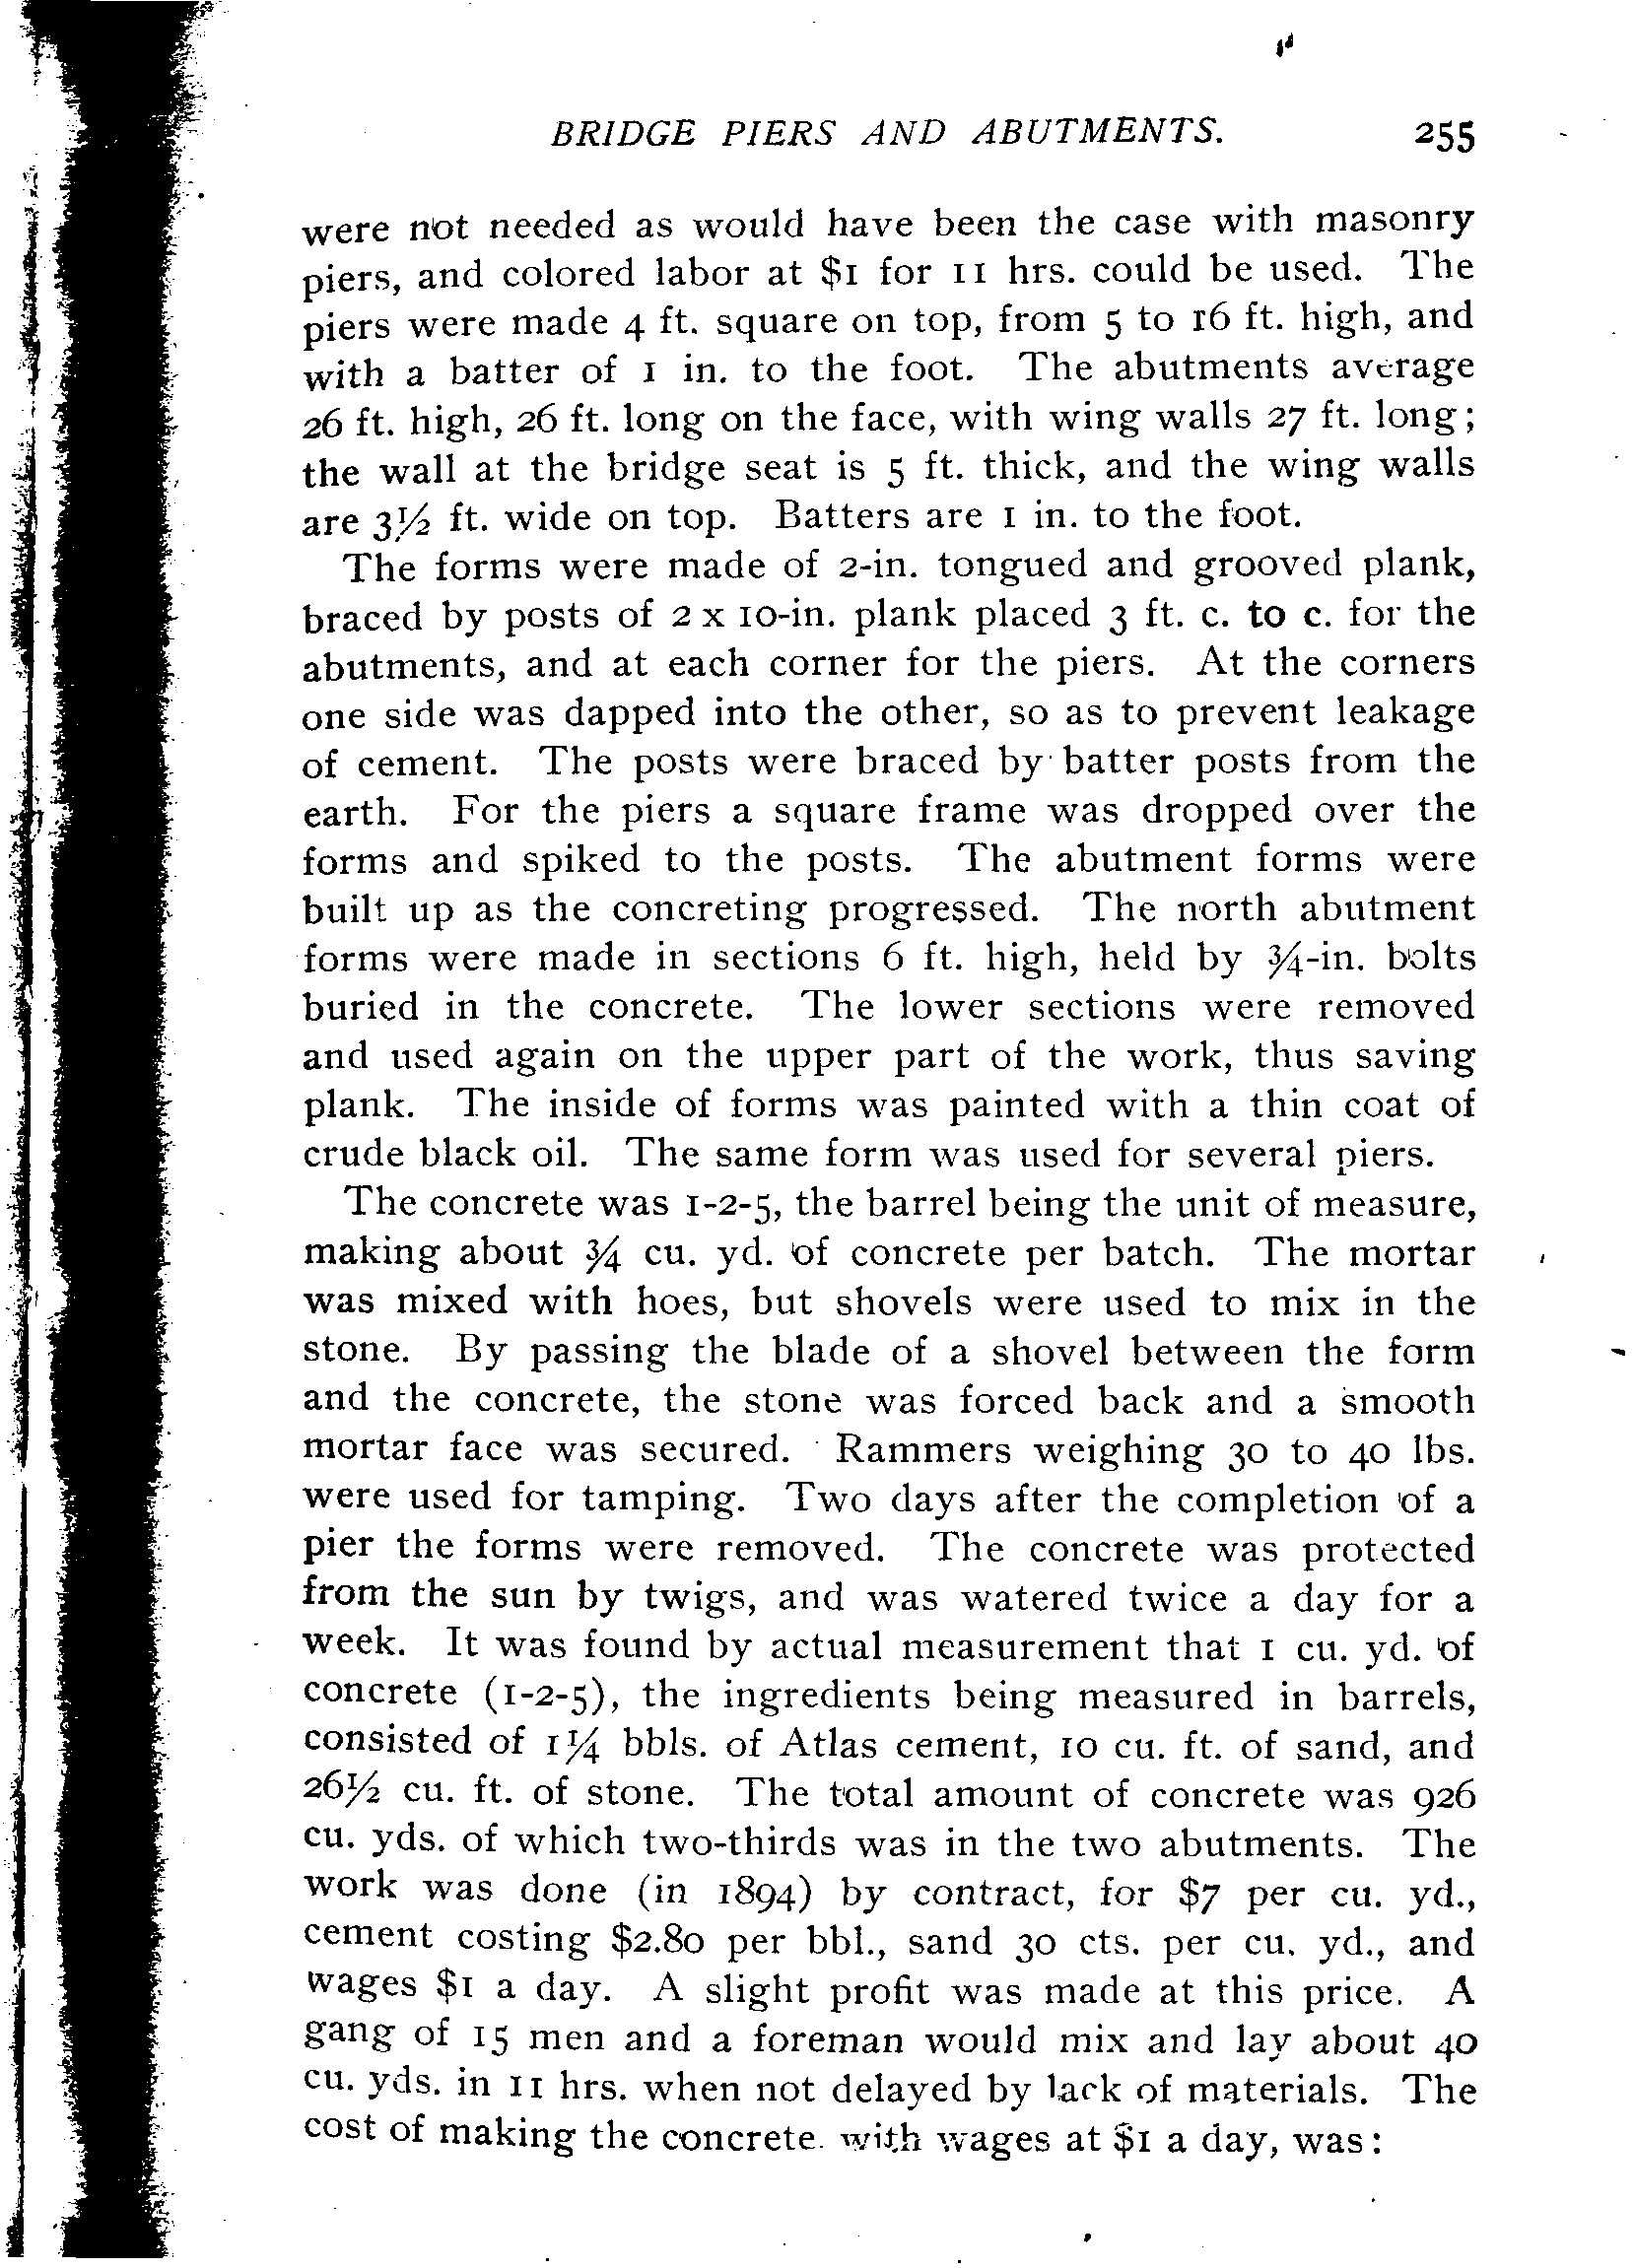 BRIDGE PIERS AND ABUTMENTS. 255
were not needed as would have been the case with masonry
piers, and colored labor at $1 for 11 hrs. could be used. The
piers were made 4 ft. square on top, from 5 to 16 ft. high, and
with a batter of 1 in. to the foot. The abutments average
26 ft. high, 26 ft. long on the face, with wing walls 27 ft. long;
the wall at the bridge seat is 5 ft. thick, and the wing walls
are 3½ ft. wide on top. Batters are 1 in. to the foot.
The forms were made of 2-in. tongued and grooved plank,
braced by posts of 2 x 10-in. plank placed 3 ft. c. to c. for the
abutments, and at each corner for the piers. At the corners
one side was dapped into the other, so as to prevent leakage
of cement. The posts were braced by batter posts from the
earth. For the piers a square frame was dropped over the
forms and spiked to the posts. The abutment forms were
built up as the concreting progressed. The north abutment
forms were made in sections 6 ft. high, held by ¾-in. bolts
buried in the concrete. The lower sections were removed
and used again on the upper part of the work, thus saving
plank. The inside of forms was painted with a thin coat of
crude black oil. The same form was used for several piers.
The concrete was 1-2-5, the barrel being the unit of measure,
making about ¾ cu. yd. of concrete per batch. The mortar
was mixed with hoes, but shovels were used to mix in the
stone. By passing the blade of a shovel between the form
and the concrete, the stone was forced back and a smooth
mortar face was secured. Rammers weighing 30 to 40 lbs.
were used for tamping. Two days after the completion of a
pier the forms were removed. The concrete was protected
from the sun by twigs, and was watered twice a day for a
week. It was found by actual measurement that 1 cu. yd. of
concrete (1-2-5), the ingredients being measured in barrels,
consisted of 1¼ bbls. of Atlas cement, 10 cu. ft. of sand, and
26½ cu. ft. of stone. The total amount of concrete was 926
cu. yds. of which two-thirds was in the two abutments. The
work was done (in 1894) by contract, for $7 per cu. yd.,
cement costing $2.80 per bbl., sand 30 cts. per cu. yd., and
wages $1 a day. A slight profit was made at this price. A
gang of 15 men and a foreman would mix and lay about 40
cu. yds. in 11 hrs. when not delayed by lack of materials. The
cost of making the concrete. with wages at $1 a day, was: